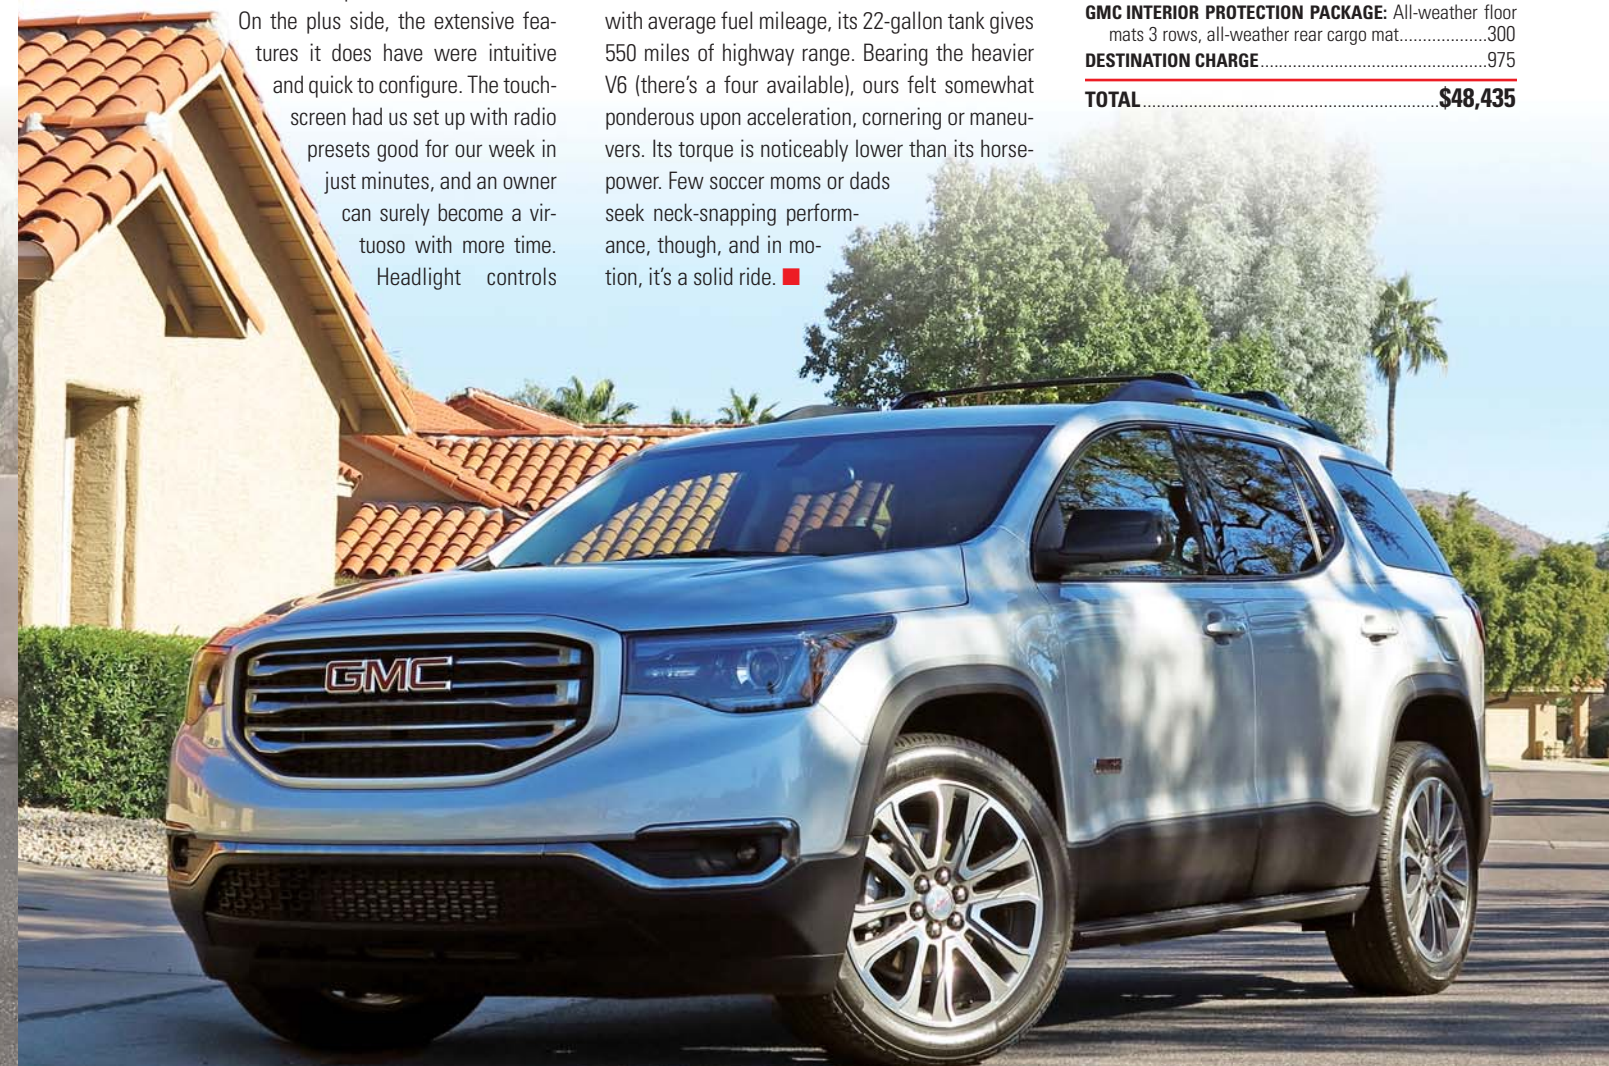 On the plus side, the extensive fea-
tures it does have were intuitive
and quick to configure. The touch-
screen had us set up with radio
presets good for our week in
just minutes, and an owner
can surely become a vir-
tuoso with more time.
Headlight controls
with average fuel mileage, its 22-gallon tank gives
550 miles of highway range. Bearing the heavier
V6 (there’s a four available), ours felt somewhat
ponderous upon acceleration, cornering or maneu-
vers. Its torque is noticeably lower than its horse-
power. Few soccer moms or dads
seek neck-snapping perform-
ance, though, and in mo-
tion, it’s a solid ride. ■
GMC INTERIOR PROTECTION PACKAGE: All-weather floor
mats 3 rows, all-weather rear cargo mat...................300
DESTINATION CHARGE.................................................975
TOTAL................................................................$48,435
GMC